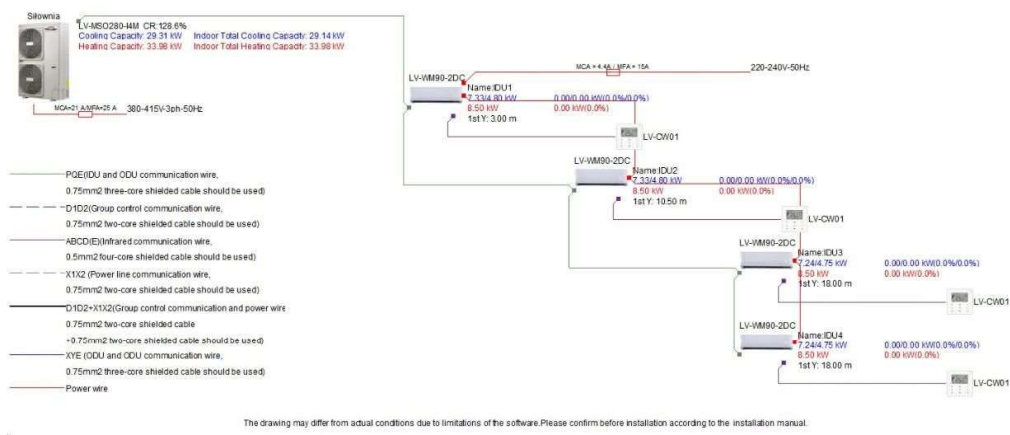 Siłownia
LV-MSO280-I4M CR:128.6%
Cooling Capacity: 29.31 kW Indoor Total Cooling Capacity: 29.14 kW
Heating Capacity: 33.98 kW Indoor Total Heating Capacity: 33.98 kW
MCA=21 A/MFA=25 A 380-415V-3ph-50Hz
MCA = 4.4A / MFA = 15A 220-240V-50Hz
LV-WM90-2DC
Name:IDU1
7.33/4.80 kW 0.00/0.00 kW(0.0%/0.0%)
8.50 kW 0.00 kW(0.0%)
1st Y: 3.00 m
LV-CW01
LV-WM90-2DC
Name:IDU2
7.33/4.80 kW 0.00/0.00 kW(0.0%/0.0%)
8.50 kW 0.00 kW(0.0%)
1st Y: 10.50 m
LV-CW01
LV-WM90-2DC
Name:IDU3
7.24/4.75 kW 0.00/0.00 kW(0.0%/0.0%)
8.50 kW 0.00 kW(0.0%)
1st Y: 18.00 m
LV-CW01
LV-WM90-2DC
Name:IDU4
7.24/4.75 kW 0.00/0.00 kW(0.0%/0.0%)
8.50 kW 0.00 kW(0.0%)
1st Y: 18.00 m
LV-CW01
PQE(IDU and ODU communication wire,
0.75mm2 three-core shielded cable should be used)
D1D2(Group control communication wire,
0.75mm2 two-core shielded cable should be used)
ABCD(E)(Infrared communication wire,
0.5mm2 four-core shielded cable should be used)
X1X2 (Power line communication wire,
0.75mm2 two-core shielded cable should be used)
D1D2+X1X2(Group control communication and power wire
0.75mm2 two-core shielded cable
+0.75mm2 two-core shielded cable should be used)
XYE (ODU and ODU communication wire,
0.75mm2 three-core shielded cable should be used)
Power wire
The drawing may differ from actual conditions due to limitations of the software.Please confirm before installation according to the installation manual.